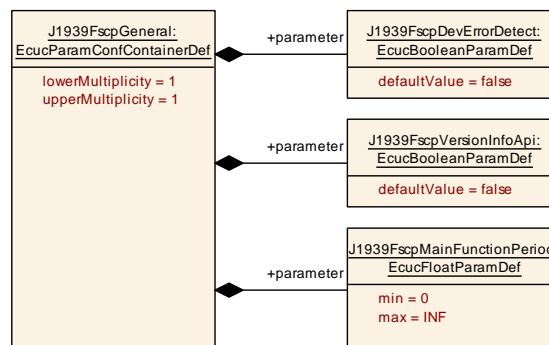 J1939FscpGeneral:
EcucParamConfContainerDef
lowerMultiplicity = 1
upperMultiplicity = 1
+parameter
J1939FscpDevErrorDetect:
EcucBooleanParamDef
defaultValue = false
+parameter
J1939FscpVersionInfoApi:
EcucBooleanParamDef
defaultValue = false
+parameter
J1939FscpMainFunctionPeriod:
EcucFloatParamDef
min = 0
max = INF